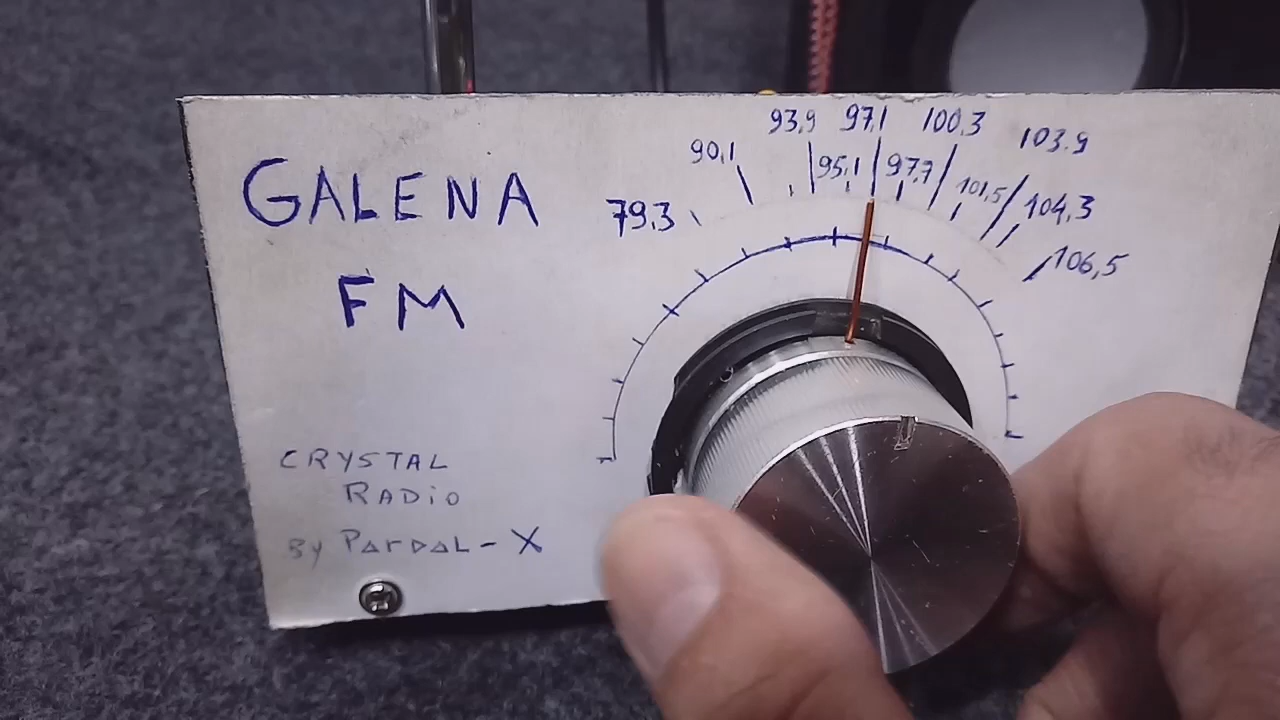 GALENA
FM
CRYSTAL
RADiO
By PArDAL-X
79,3
90,1
93,9
95,1
97,1
97,7
100,3
101,5
103.9
104,3
106,5